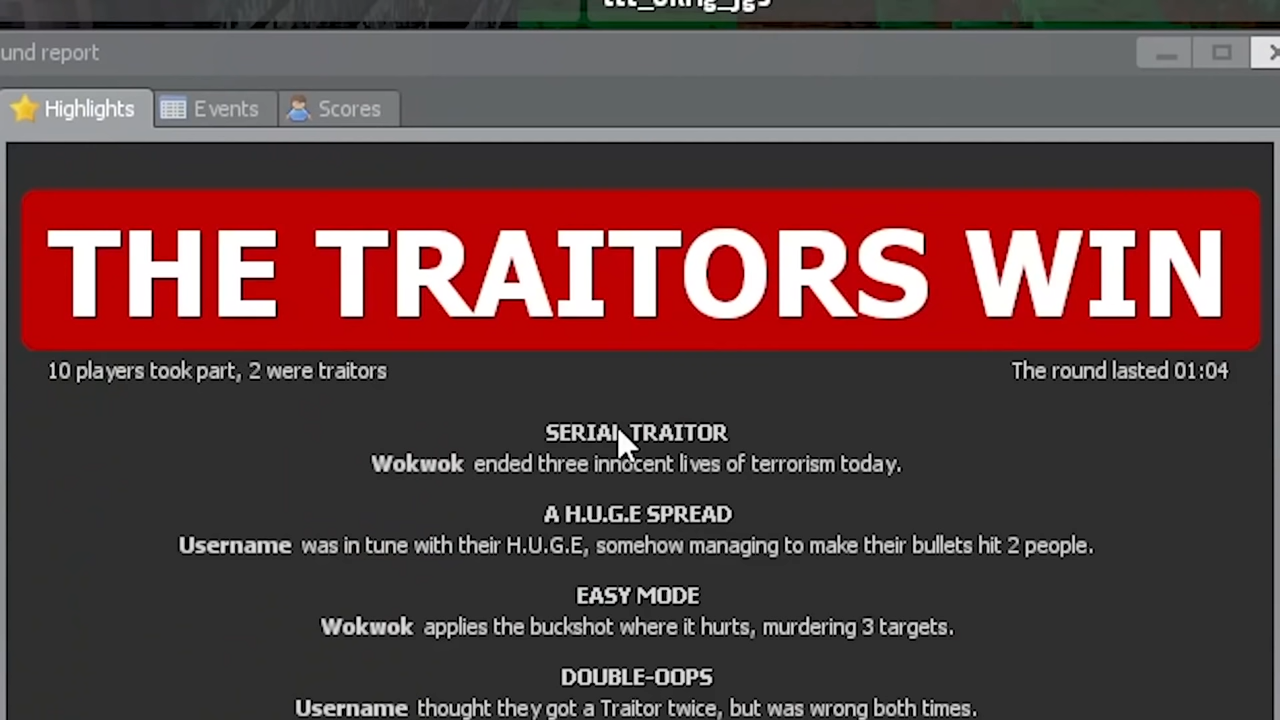 und report
Highlights Events Scores
THE TRAITORS WIN
10 players took part, 2 were traitors The round lasted 01:04
SERIAL TRAITOR
Wokwok ended three innocent lives of terrorism today.
A H.U.G.E SPREAD
Username was in tune with their H.U.G.E, somehow managing to make their bullets hit 2 people.
EASY MODE
Wokwok applies the buckshot where it hurts, murdering 3 targets.
DOUBLE-OOPS
Username thought they got a Traitor twice, but was wrong both times.